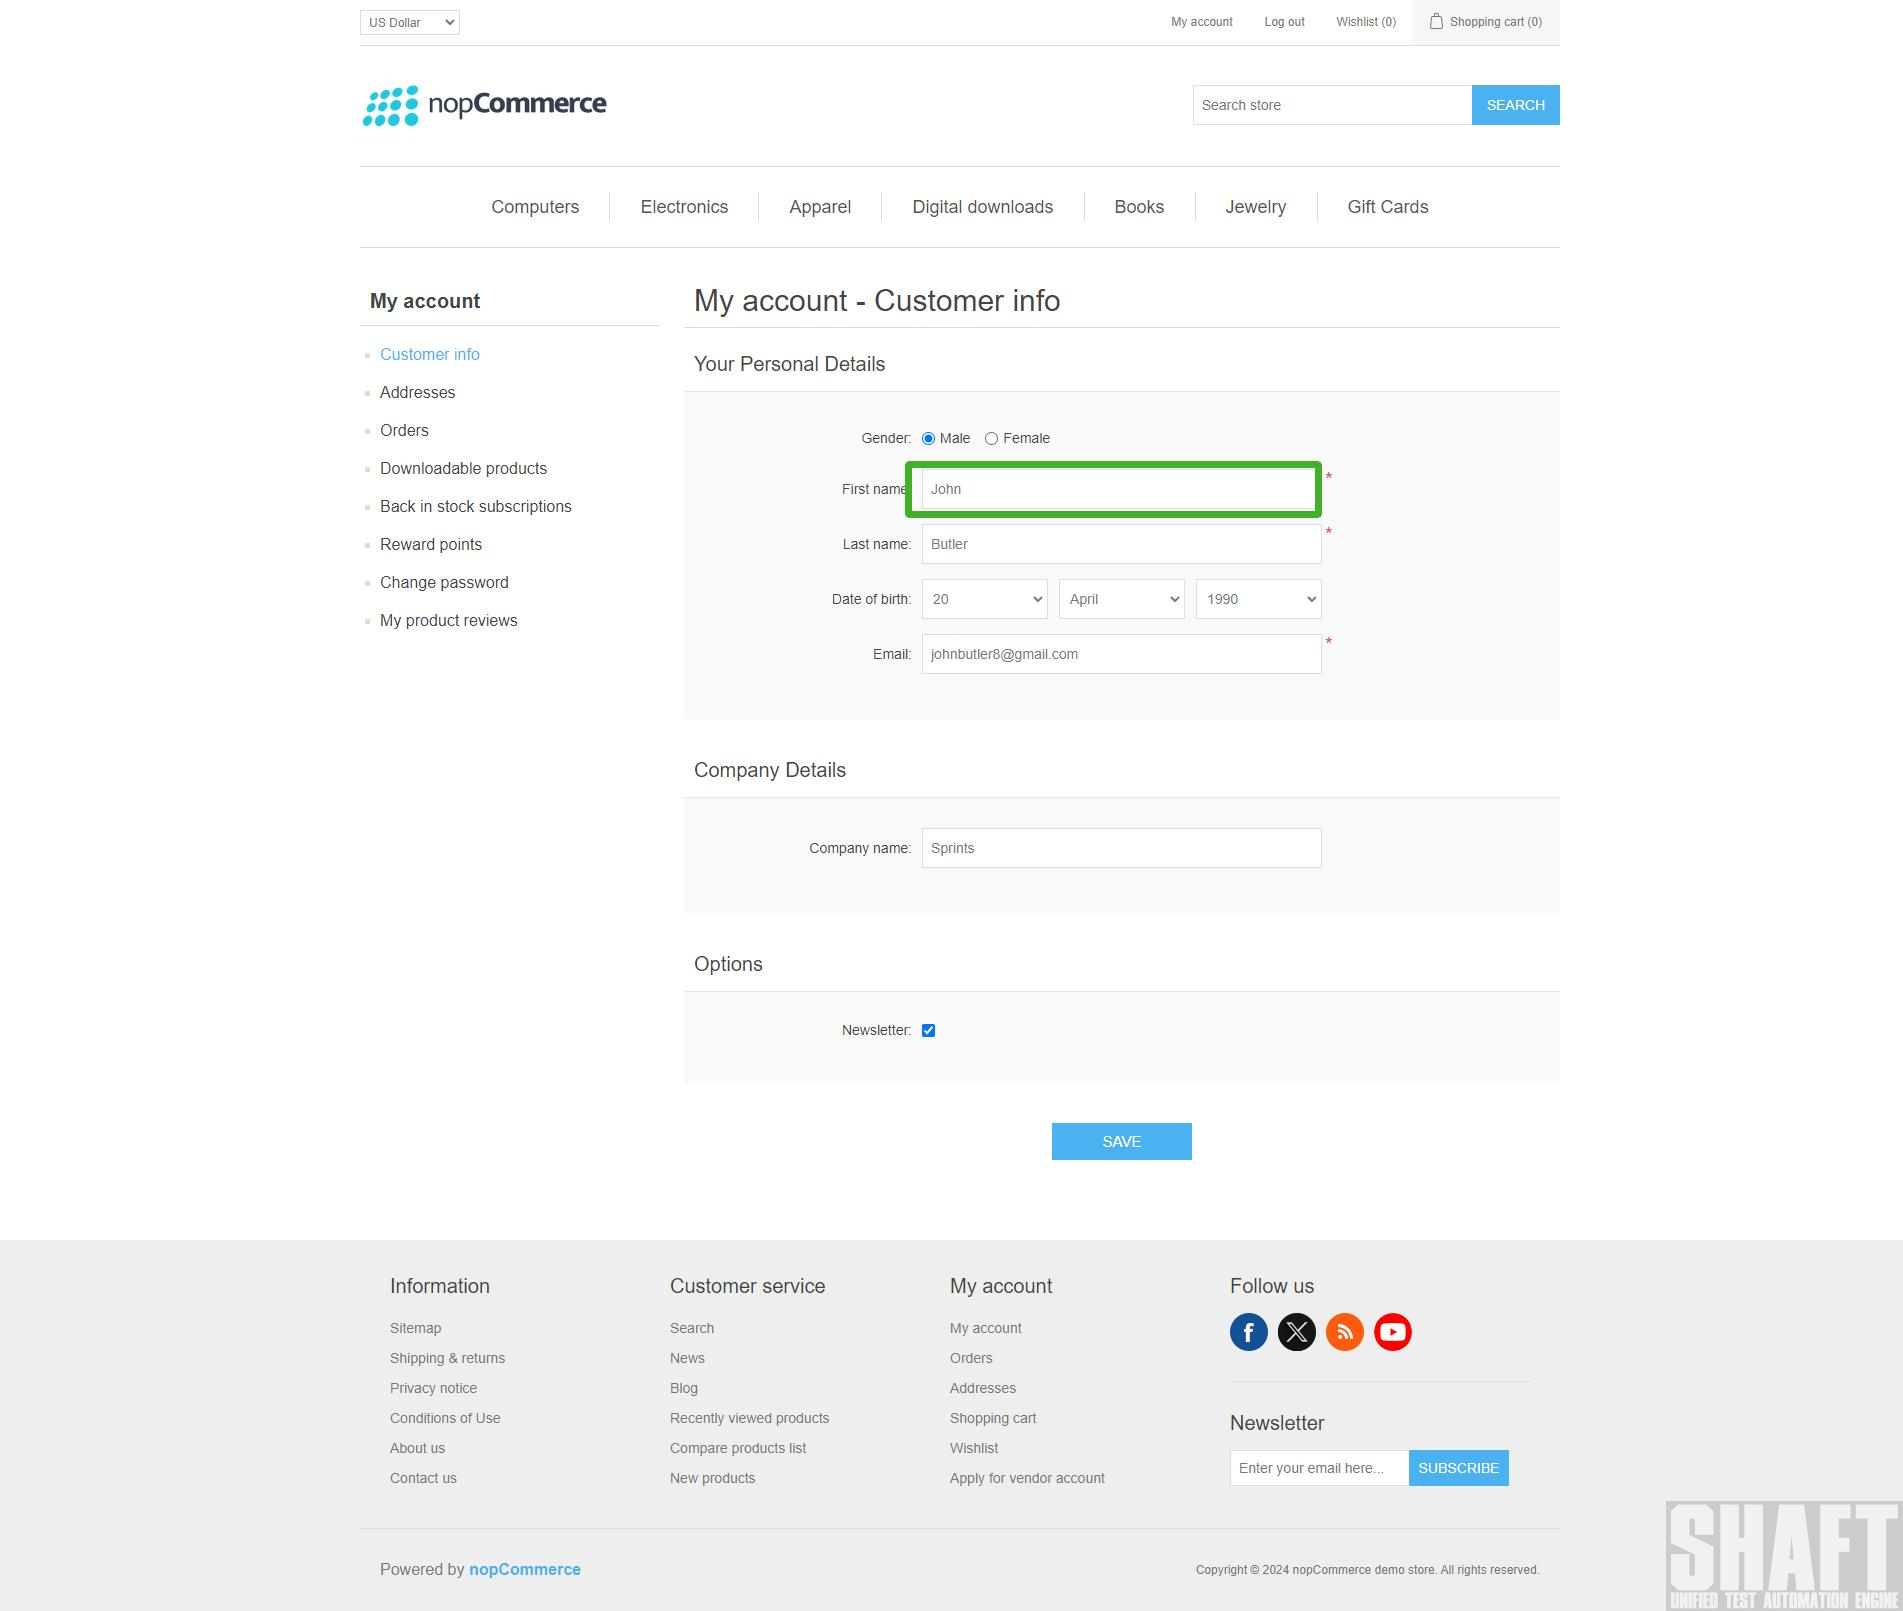 US Dollar
My account
Log out
Wishlist (0)
Shopping cart (0)
nopCommerce
Search store
SEARCH
Computers
Electronics
Apparel
Digital downloads
Books
Jewelry
Gift Cards
My account
Customer info
Addresses
Orders
Downloadable products
Back in stock subscriptions
Reward points
Change password
My product reviews
My account - Customer info
Your Personal Details
Gender: Male Female
First name John *
Last name: Butler *
Date of birth: 20 April 1990
Email: johnbutler8@gmail.com *
Company Details
Company name: Sprints
Options
Newsletter:
SAVE
Information
Sitemap
Shipping & returns
Privacy notice
Conditions of Use
About us
Contact us
Customer service
Search
News
Blog
Recently viewed products
Compare products list
New products
My account
My account
Orders
Addresses
Shopping cart
Wishlist
Apply for vendor account
Follow us
Newsletter
Enter your email here...
SUBSCRIBE
Powered by nopCommerce
Copyright © 2024 nopCommerce demo store. All rights reserved.
SHAFT
UNIFIED TEST AUTOMATION ENGINE